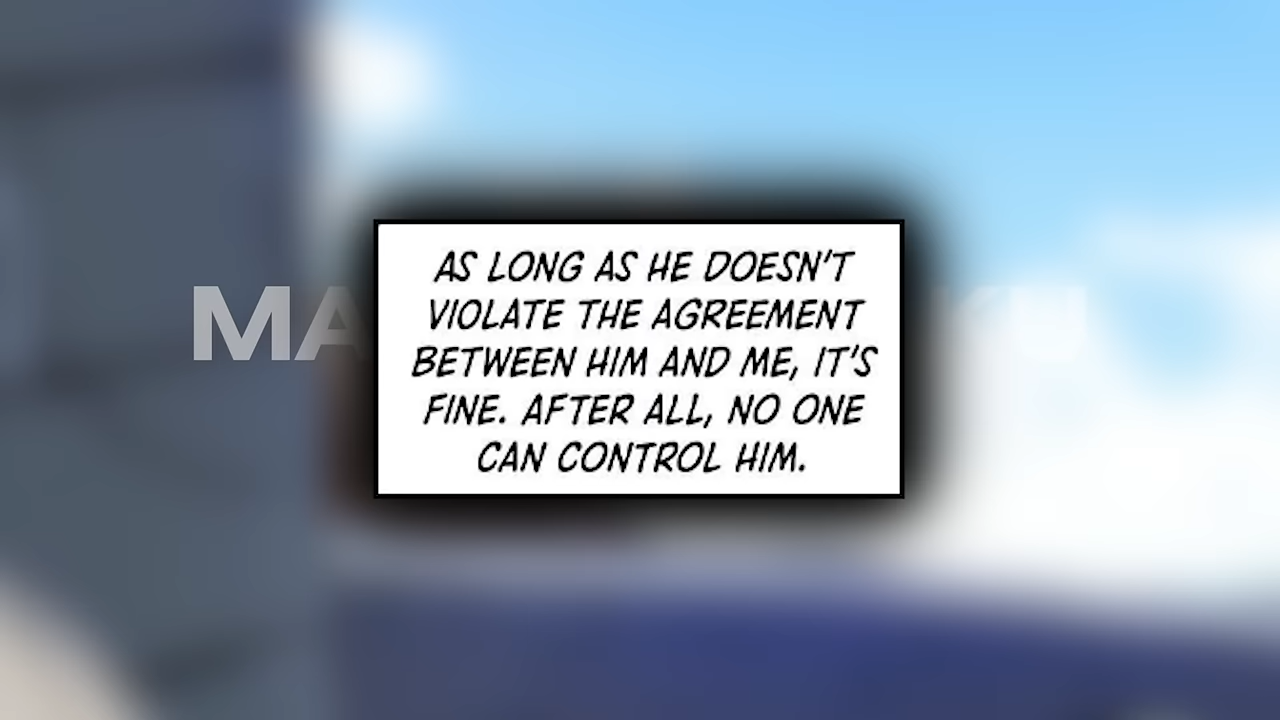 AS LONG AS HE DOESN'T
VIOLATE THE AGREEMENT
BETWEEN HIM AND ME, IT'S
FINE. AFTER ALL, NO ONE
CAN CONTROL HIM.